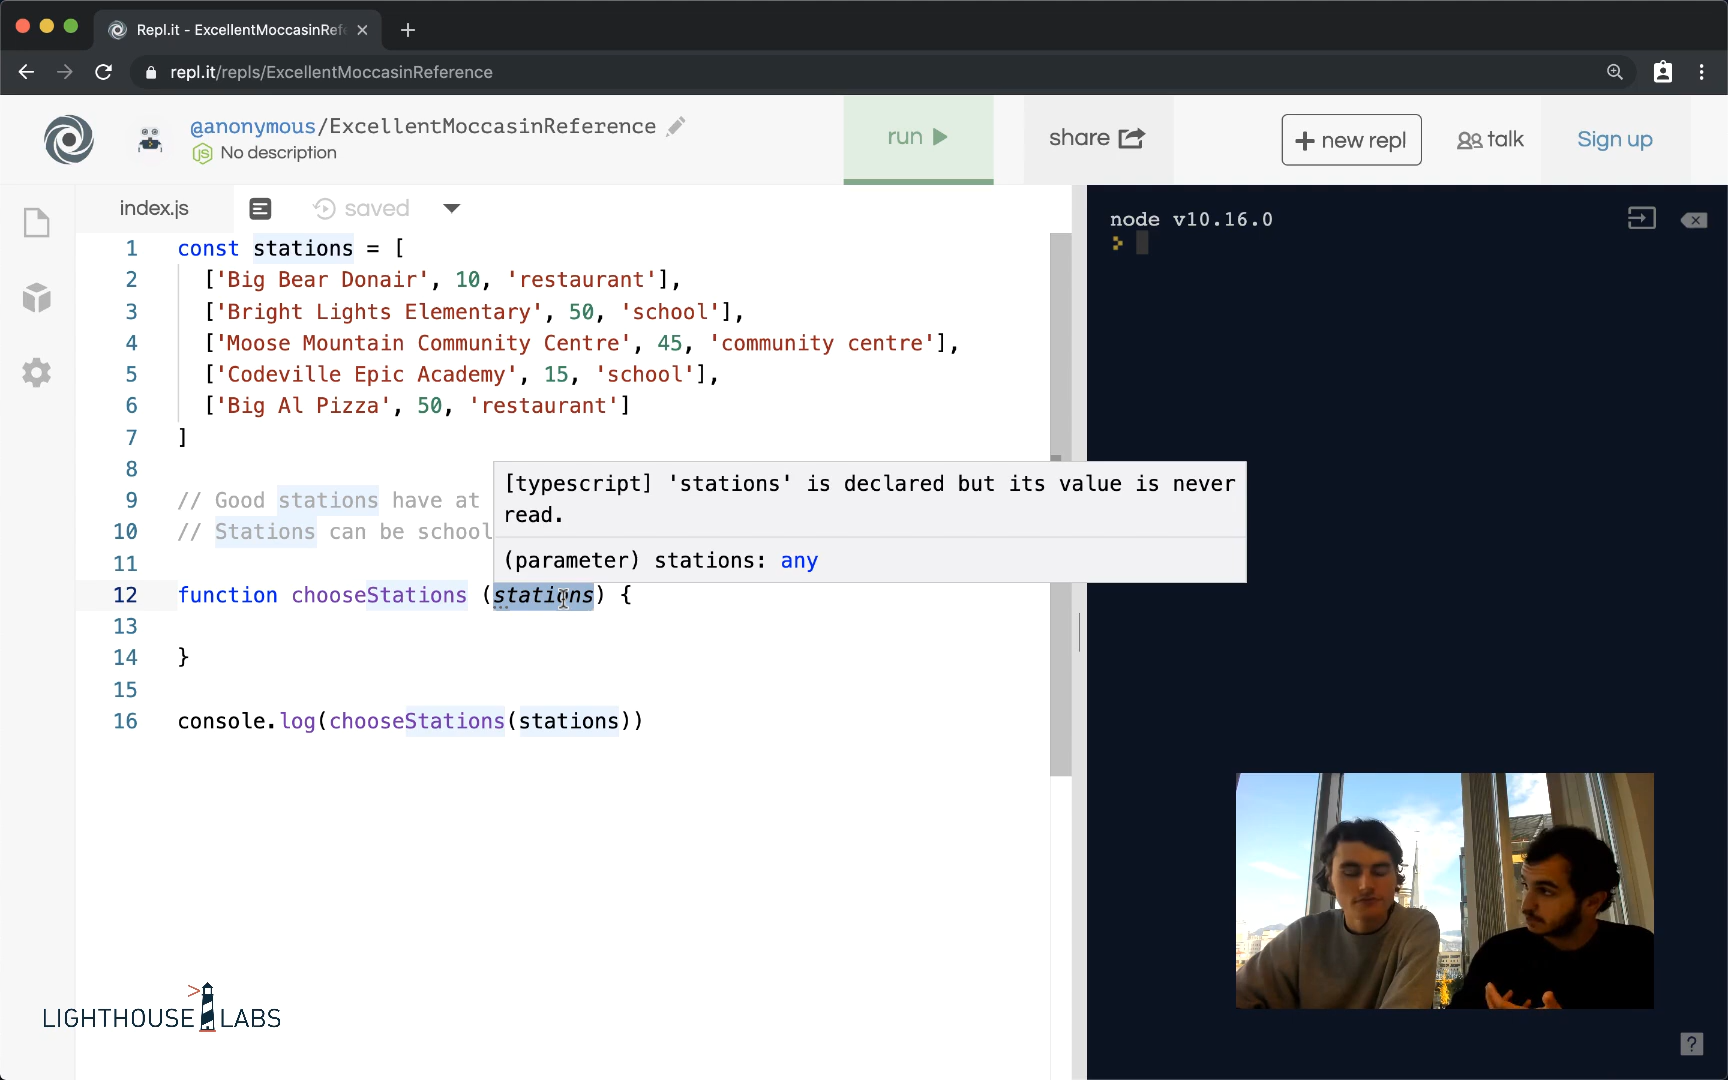 Repl.it - ExcellentMoccasinRef
repl.it/repls/ExcellentMoccasinReference
@anonymous/ExcellentMoccasinReference
No description
run
share
+ new repl
talk
Sign up
index.js
saved
node v10.16.0
1 const stations = [
2 ['Big Bear Donair', 10, 'restaurant'],
3 ['Bright Lights Elementary', 50, 'school'],
4 ['Moose Mountain Community Centre', 45, 'community centre'],
5 ['Codeville Epic Academy', 15, 'school'],
6 ['Big Al Pizza', 50, 'restaurant']
7 ]
8
[typescript] 'stations' is declared but its value is never
read.
(parameter) stations: any
9 // Good stations have at
10 // Stations can be school
11
12 function chooseStations (stations) {
13
14 }
15
16 console.log(chooseStations(stations))
LIGHTHOUSE LABS
?